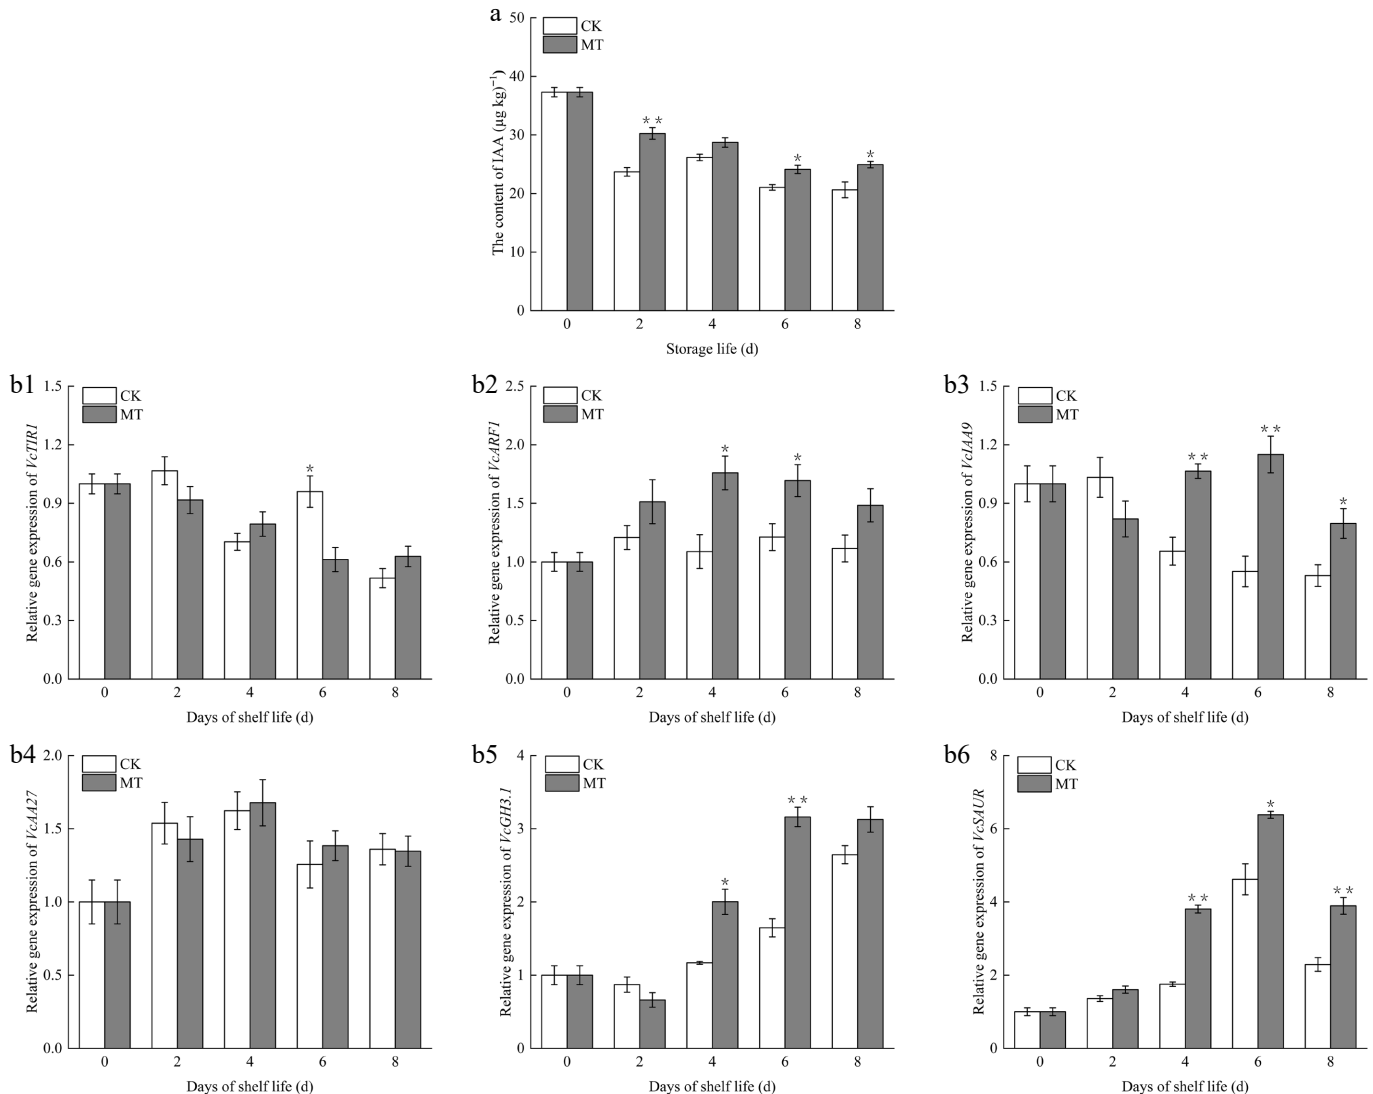 a
50
40
30
20
10
0
The content of IAA (μg kg)⁻¹
CK
MT
**
*
*
0 2 4 6 8
Storage life (d)
b1
1.5
1.2
0.9
0.6
0.3
0.0
Relative gene expression of VcTIR1
CK
MT
*
0 2 4 6 8
Days of shelf life (d)
b2
2.5
2.0
1.5
1.0
0.5
0.0
Relative gene expression of VcARF1
CK
MT
*
*
0 2 4 6 8
Days of shelf life (d)
b3
1.5
1.2
0.9
0.6
0.3
0.0
Relative gene expression of VcIAA9
CK
MT
**
**
*
0 2 4 6 8
Days of shelf life (d)
b4
2.0
1.5
1.0
0.5
0.0
Relative gene expression of VcAA27
CK
MT
0 2 4 6 8
Days of shelf life (d)
b5
4
3
2
1
0
Relative gene expression of VcGH3.1
CK
MT
*
**
0 2 4 6 8
Days of shelf life (d)
b6
8
6
4
2
0
Relative gene expression of VcSAUR
CK
MT
**
*
**
0 2 4 6 8
Days of shelf life (d)